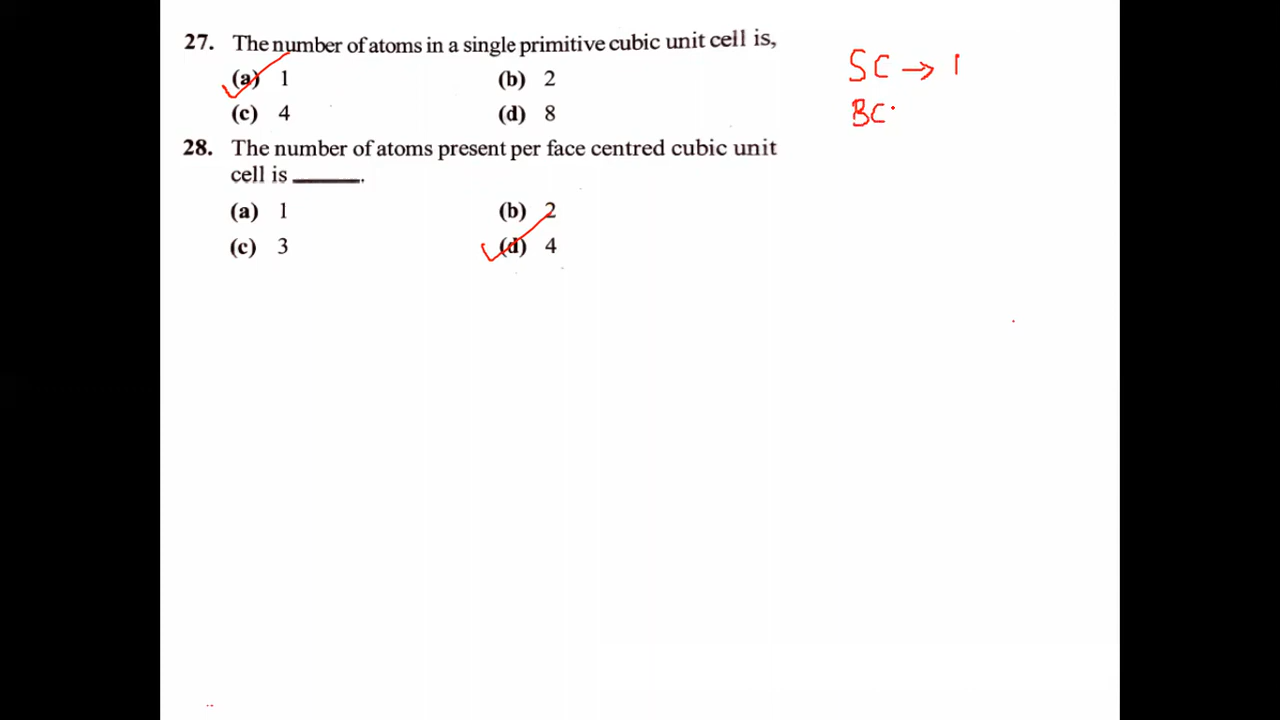 27. The number of atoms in a single primitive cubic unit cell is,
(a) 1 (b) 2
(c) 4 (d) 8
28. The number of atoms present per face centred cubic unit
cell is ______.
(a) 1 (b) 2
(c) 3 (d) 4
SC → 1
BC